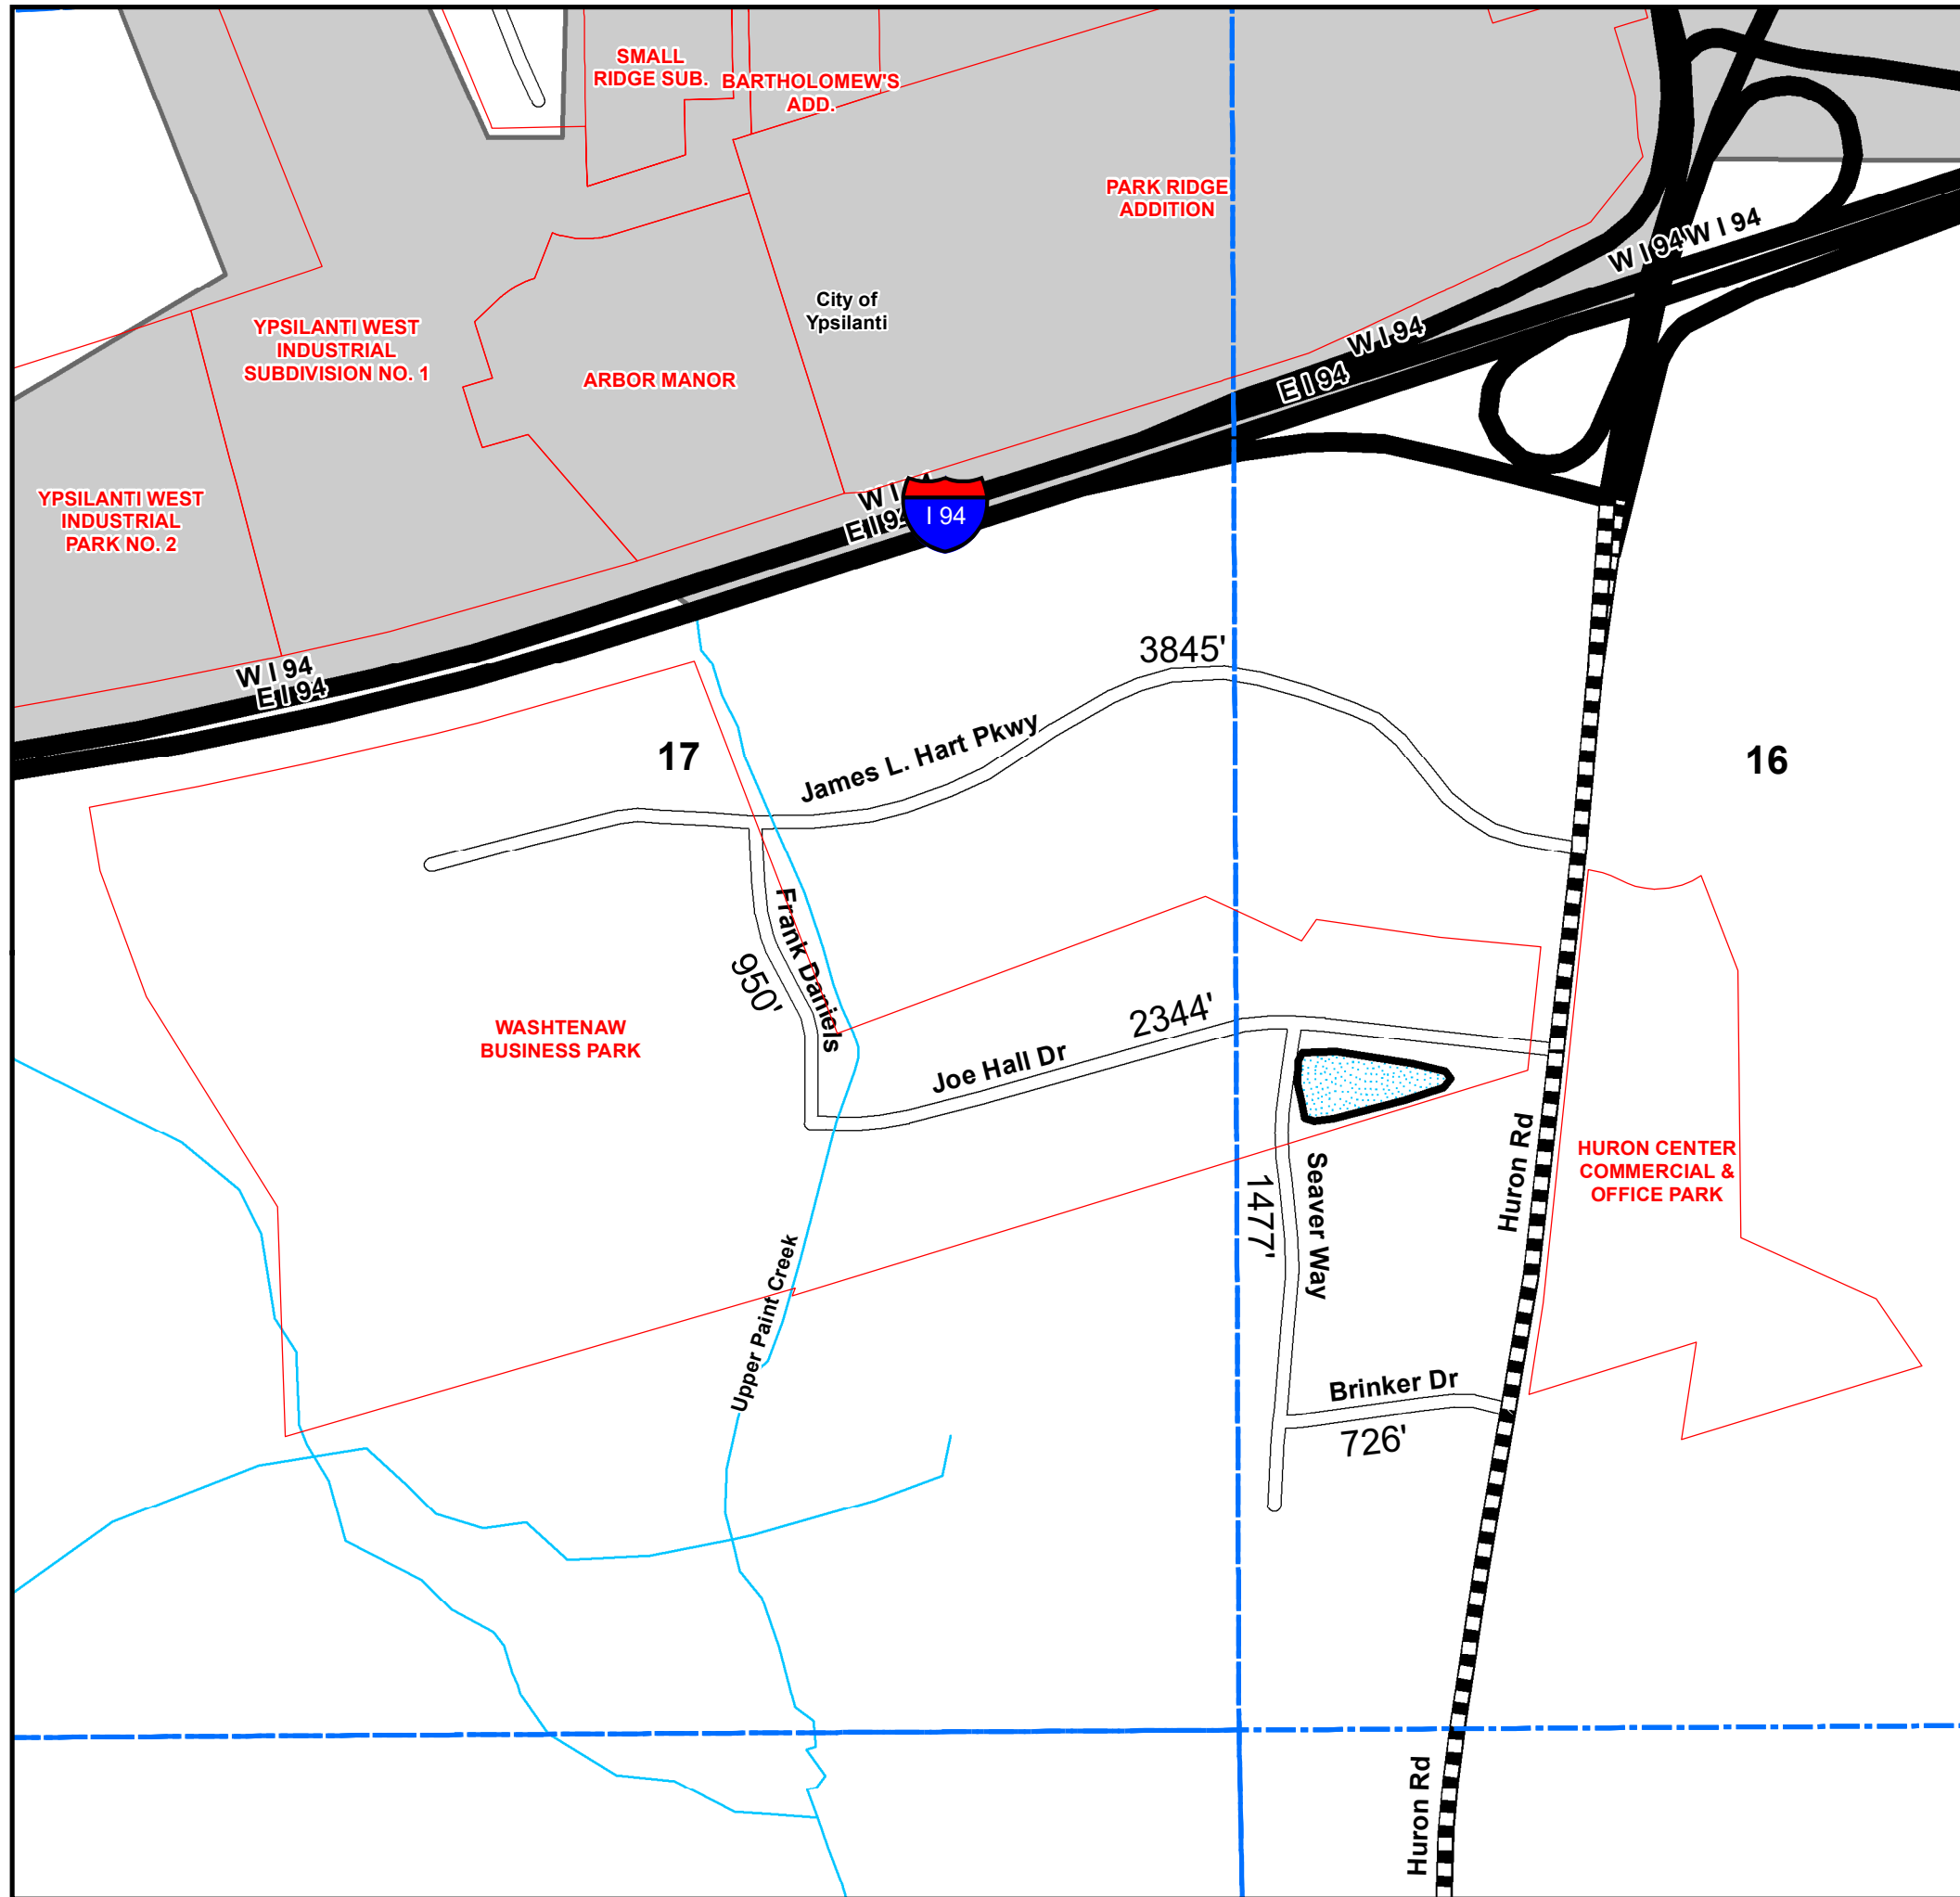 SMALL
RIDGE SUB.
BARTHOLOMEW'S
ADD.
PARK RIDGE
ADDITION
W I 94
W I 94
City of
Ypsilanti
YPSILANTI WEST
INDUSTRIAL
SUBDIVISION NO. 1
W I 94
E I 94
ARBOR MANOR
YPSILANTI WEST
INDUSTRIAL
PARK NO. 2
W I
E I 94
I 94
W I 94
E I 94
3845'
17
James L. Hart Pkwy
16
Frank Daniels
950'
WASHTENAW
BUSINESS PARK
2344'
Joe Hall Dr
Huron Rd
HURON CENTER
COMMERCIAL &
OFFICE PARK
1477'
Seaver Way
Upper Paint Creek
Brinker Dr
726'
Huron Rd